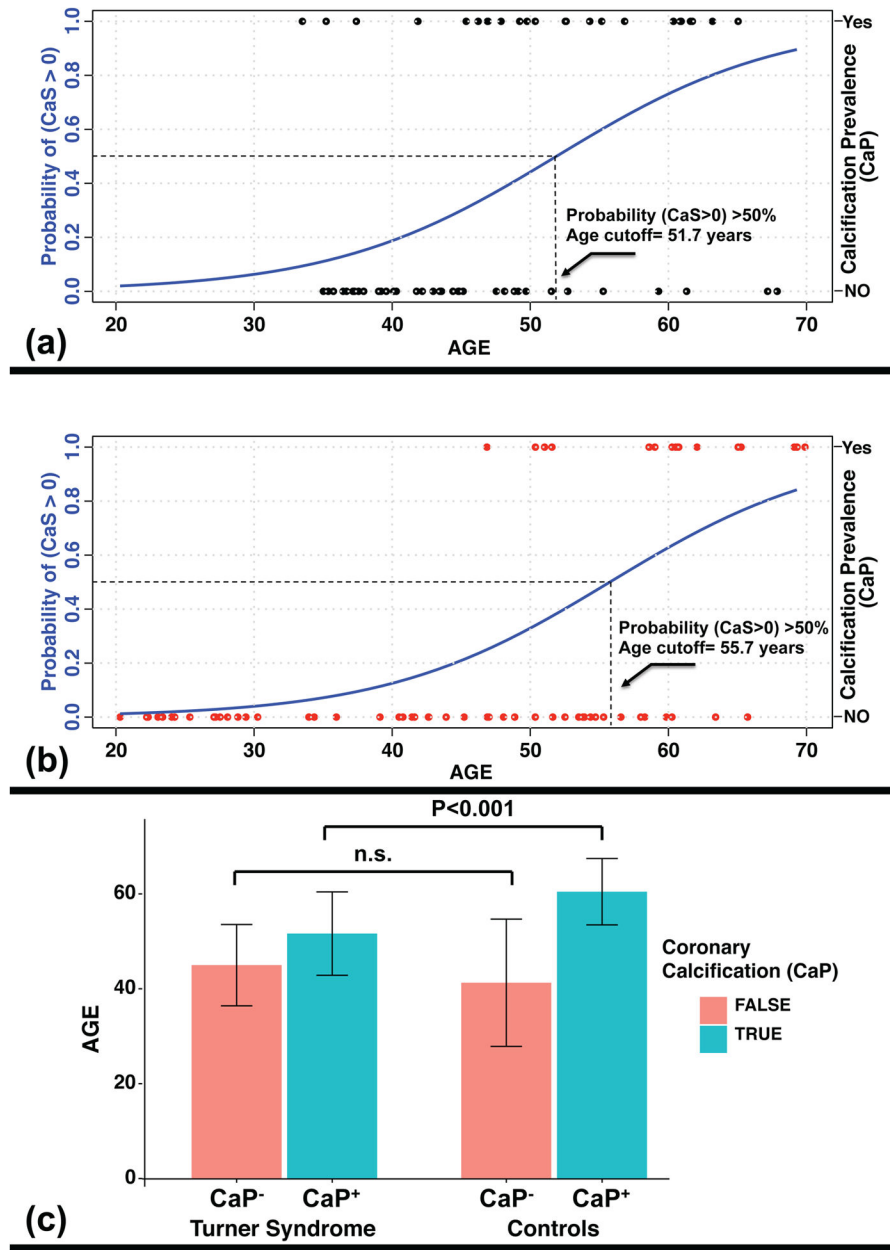 Probability of (CaS > 0)
1.0
0.8
0.6
0.4
0.2
0.0
Yes
NO
Calcification Prevalence
(CaP)
Probability (CaS>0) >50%
Age cutoff= 51.7 years
20
30
40
50
60
70
AGE
(a)
Probability of (CaS > 0)
1.0
0.8
0.6
0.4
0.2
0.0
Yes
NO
Calcification Prevalence
(CaP)
Probability (CaS>0) >50%
Age cutoff= 55.7 years
20
30
40
50
60
70
AGE
(b)
P<0.001
n.s.
AGE
60
40
20
0
Coronary
Calcification (CaP)
FALSE
TRUE
CaP-
CaP+
CaP-
CaP+
Turner Syndrome
Controls
(c)